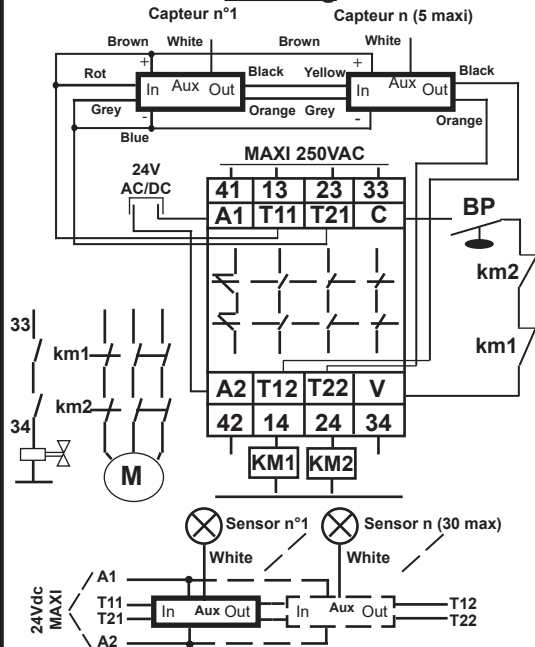 Capteur n°1 Capteur n (5 maxi)
Brown White Brown White
+ +
Rot Black Yellow Black
In Aux Out In Aux Out
Grey Orange Grey Orange
- -
Blue
MAXI 250VAC
24V
AC/DC
41 13 23 33
A1 T11 T21 C
BP
km2
33
km1 km1
A2 T12 T22 V
km2
34
42 14 24 34
KM1 KM2
M
Sensor n°1 Sensor n (30 max)
White White
A1
24Vdc
MAXI
T11 In Aux Out In Aux Out T12
T21 T22
A2